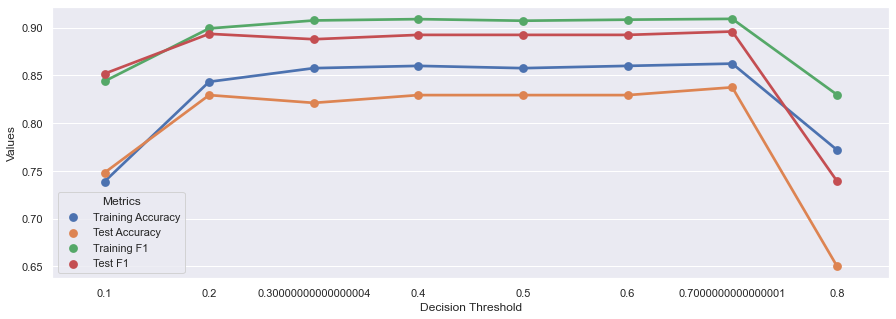 0.90
0.85
0.80
0.75
0.70
0.65
Values
Metrics
Training Accuracy
Test Accuracy
Training F1
Test F1
0.1 0.2 0.30000000000000004 0.4 0.5 0.6 0.7000000000000001 0.8
Decision Threshold